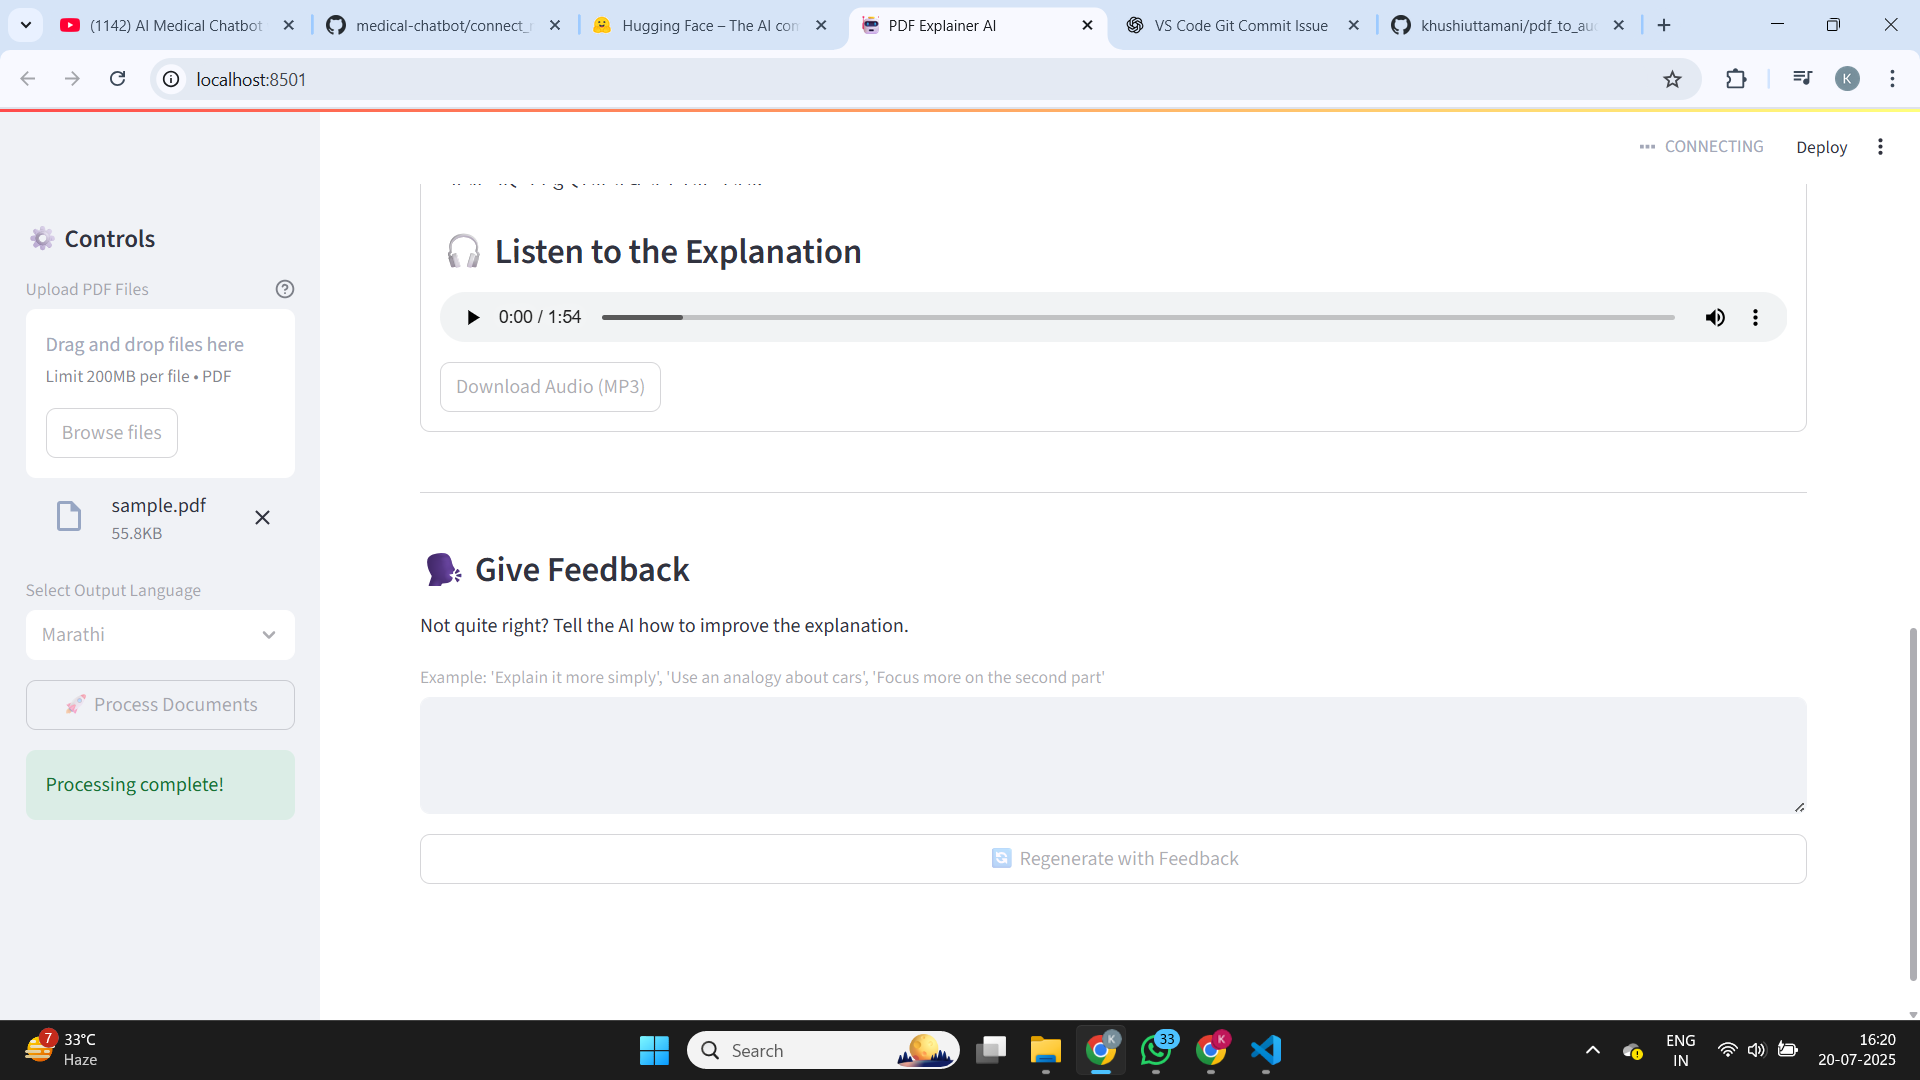 (1142) AI Medical Chatbot
medical-chatbot/connect_
Hugging Face – The AI com
PDF Explainer AI
VS Code Git Commit Issue
khushiuttamani/pdf_to_au
localhost:8501
K
CONNECTING
Deploy
Controls
Upload PDF Files
Drag and drop files here
Limit 200MB per file • PDF
Browse files
sample.pdf
55.8KB
Select Output Language
Marathi
Process Documents
Processing complete!
Listen to the Explanation
0:00 / 1:54
Download Audio (MP3)
Give Feedback
Not quite right? Tell the AI how to improve the explanation.
Example: 'Explain it more simply', 'Use an analogy about cars', 'Focus more on the second part'
Regenerate with Feedback
7
33°C
Haze
Search
K
33
K
ENG
IN
16:20
20-07-2025